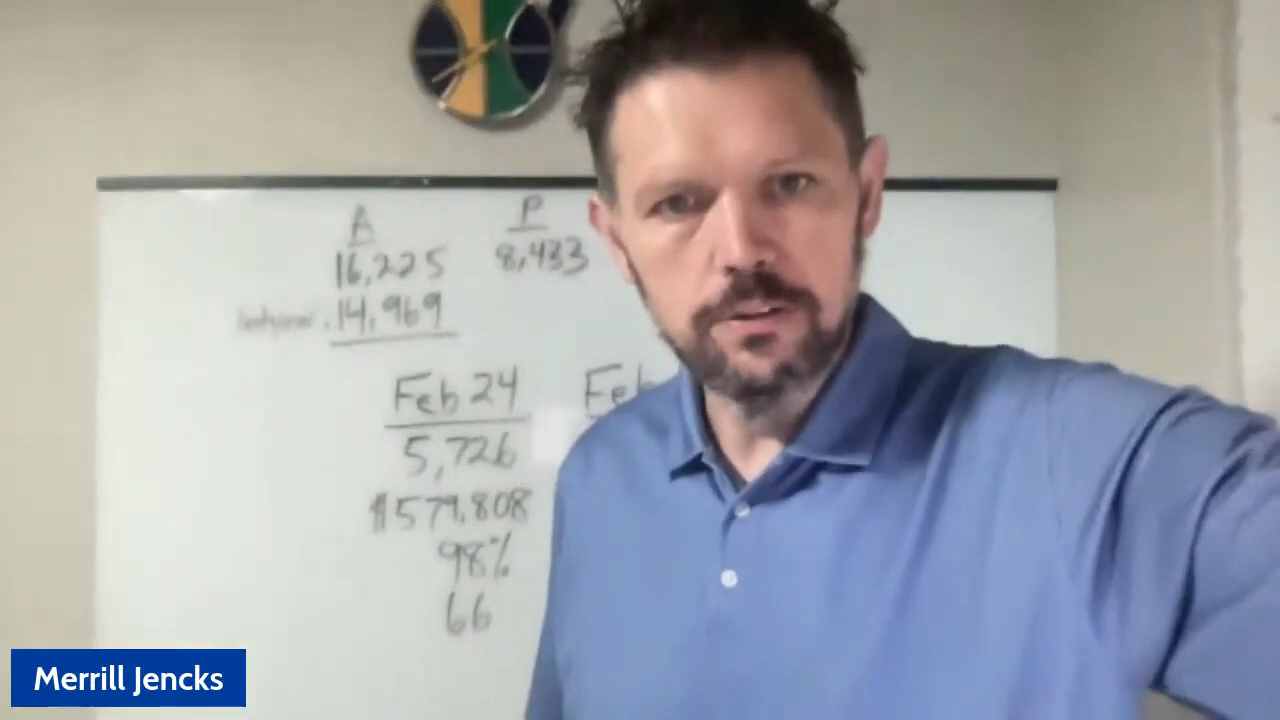 A P
16,225 8,433
14,969
Feb 24 Feb
5,726
$579,808
98%
66
Merrill Jencks